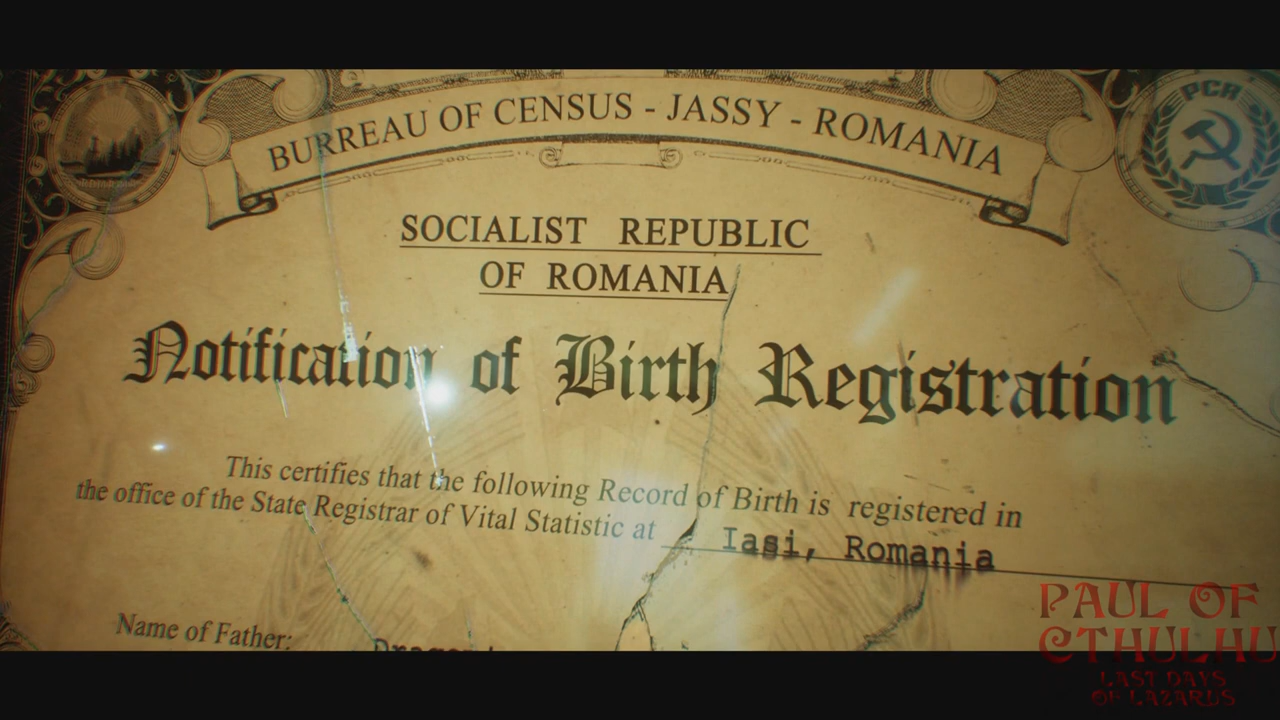 BURREAU OF CENSUS - JASSY - ROMANIA
PCR
SOCIALIST REPUBLIC
OF ROMANIA
Notification of Birth Registration
This certifies that the following Record of Birth is registered in
the office of the State Registrar of Vital Statistic at Iasi, Romania
Name of Father:
PAUL OF
CTHULHU
LAST DAYS
OF LAZARUS